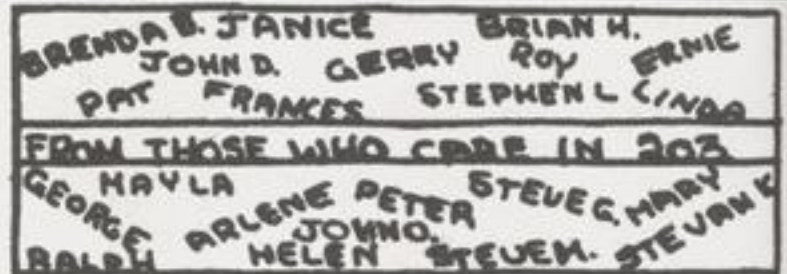 BRENDA B. JANICE BRIAN H.
JOHN D. GERRY ROY ERNIE
PAT FRANCES STEPHEN L LINDA
FROM THOSE WHO CARE IN 203
GEORGE MAYLA ARLENE PETER STEVE G. MARY
JOHN O. STEVAN K
RALPH HELEN STEVE M.